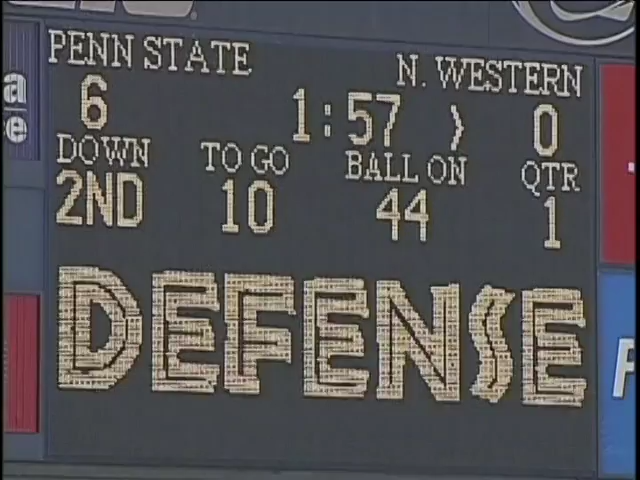 PENN STATE N. WESTERN
6 1:57 ) 0
DOWN TO GO BALL ON QTR
2ND 10 44 1
DEFENSE